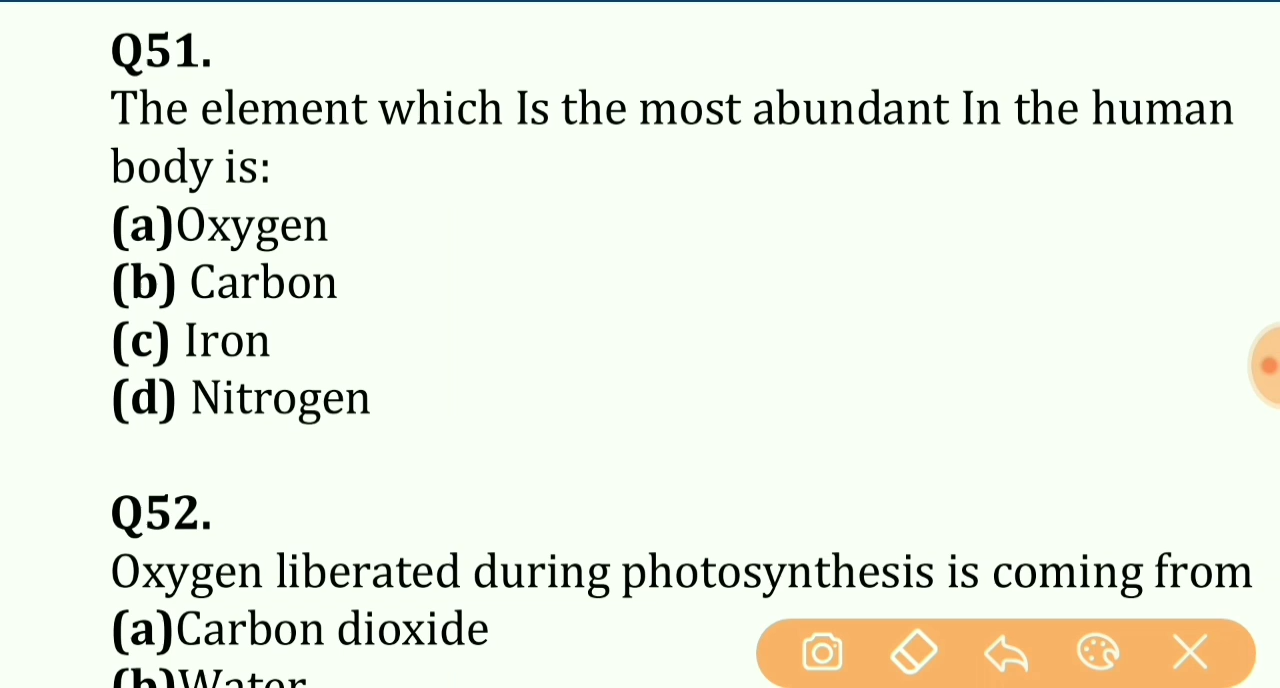 Q51.
The element which Is the most abundant In the human
body is:
(a)Oxygen
(b) Carbon
(c) Iron
(d) Nitrogen
Q52.
Oxygen liberated during photosynthesis is coming from
(a)Carbon dioxide
(b)Water